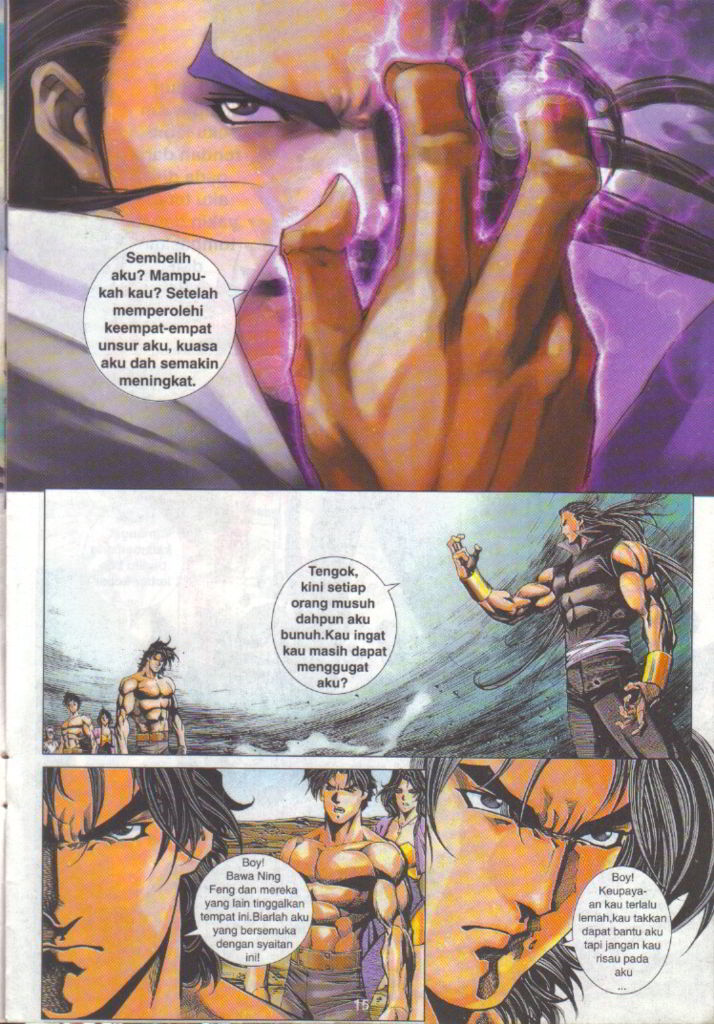 Sembelih
aku? Mampu-
kah kau? Setelah
memperolehi
keempat-empat
unsur aku, kuasa
aku dah semakin
meningkat.
Tengok,
kini setiap
orang musuh
dahpun aku
bunuh.Kau ingat
kau masih dapat
menggugat
aku?
Boy!
Bawa Ning
Feng dan mereka
yang lain tinggalkan
tempat ini.Biarlah aku
yang bersemuka
dengan syaitan
ini!
Boy!
Keupaya-
an kau terlalu
lemah,kau takkan
dapat bantu aku
tapi jangan kau
risau pada
aku
...
15